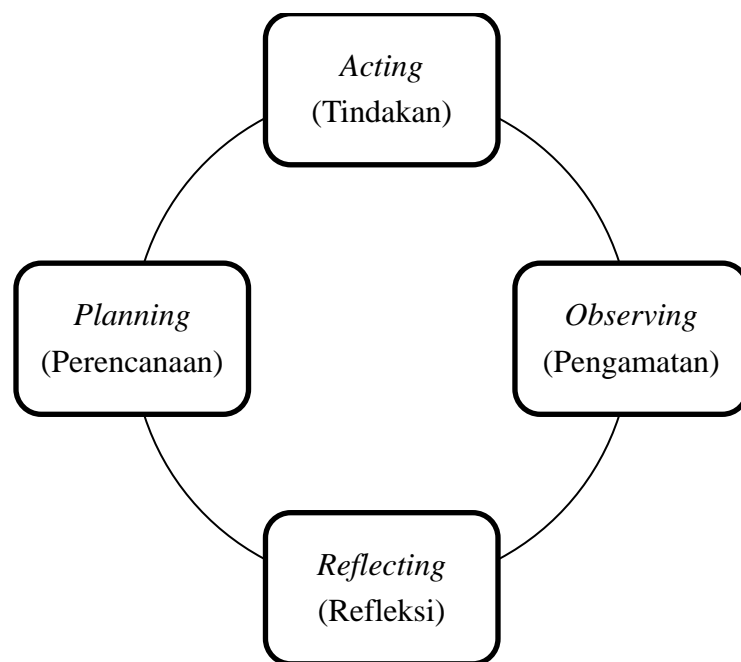 Acting
(Tindakan)
Planning
(Perencanaan)
Observing
(Pengamatan)
Reflecting
(Refleksi)